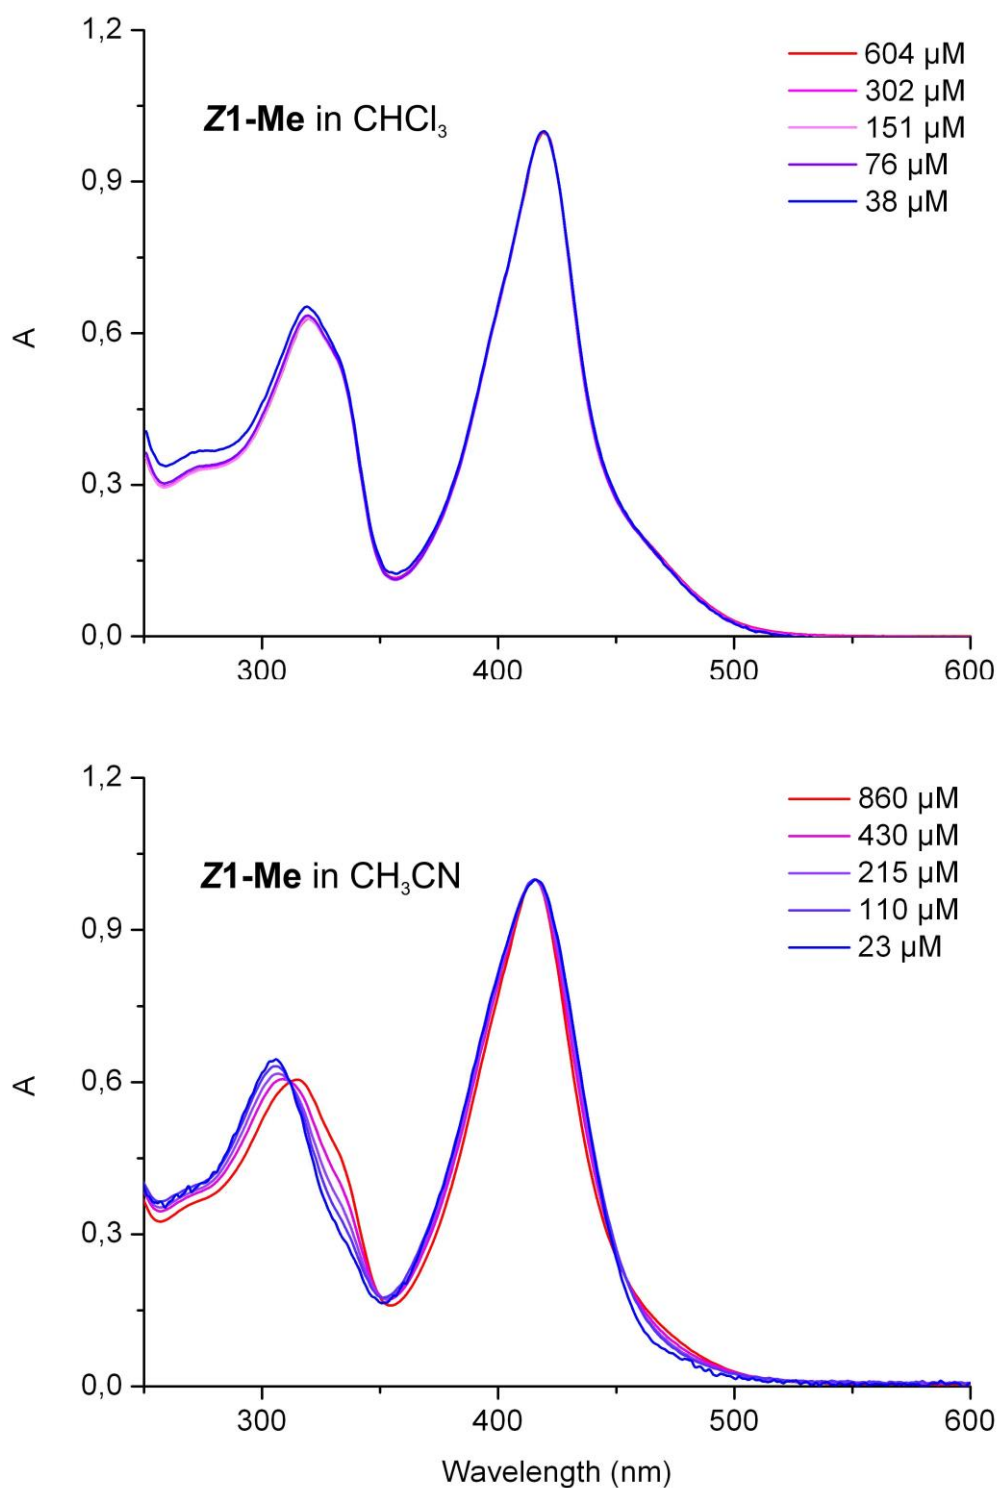 1,2
0,9
0,6
0,3
0,0
A
Z1-Me in CHCl₃
604 µM
302 µM
151 µM
76 µM
38 µM
300
400
500
600
1,2
0,9
0,6
0,3
0,0
A
Z1-Me in CH₃CN
860 µM
430 µM
215 µM
110 µM
23 µM
300
400
500
600
Wavelength (nm)